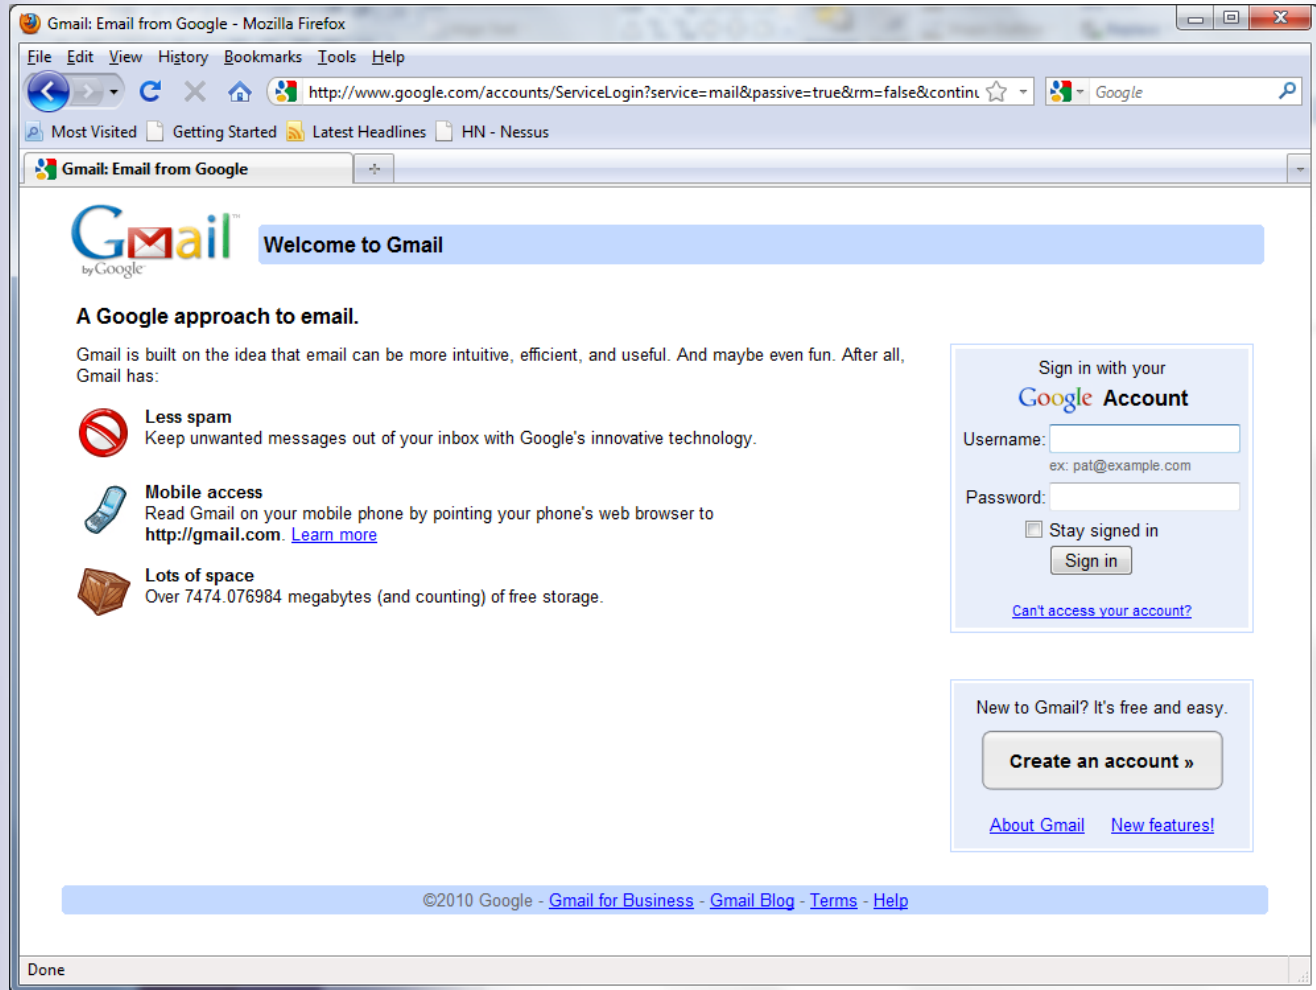 Gmail: Email from Google - Mozilla Firefox
File Edit View History Bookmarks Tools Help
http://www.google.com/accounts/ServiceLogin?service=mail&passive=true&rm=false&continu
Google
Most Visited Getting Started Latest Headlines HN - Nessus
Gmail: Email from Google
Gmail™
by Google™
Welcome to Gmail
A Google approach to email.
Gmail is built on the idea that email can be more intuitive, efficient, and useful. And maybe even fun. After all,
Gmail has:
Less spam
Keep unwanted messages out of your inbox with Google's innovative technology.
Mobile access
Read Gmail on your mobile phone by pointing your phone's web browser to
http://gmail.com. Learn more
Lots of space
Over 7474.076984 megabytes (and counting) of free storage.
Sign in with your
Google Account
Username:
ex: pat@example.com
Password:
Stay signed in
Sign in
Can't access your account?
New to Gmail? It's free and easy.
Create an account »
About Gmail New features!
©2010 Google - Gmail for Business - Gmail Blog - Terms - Help
Done